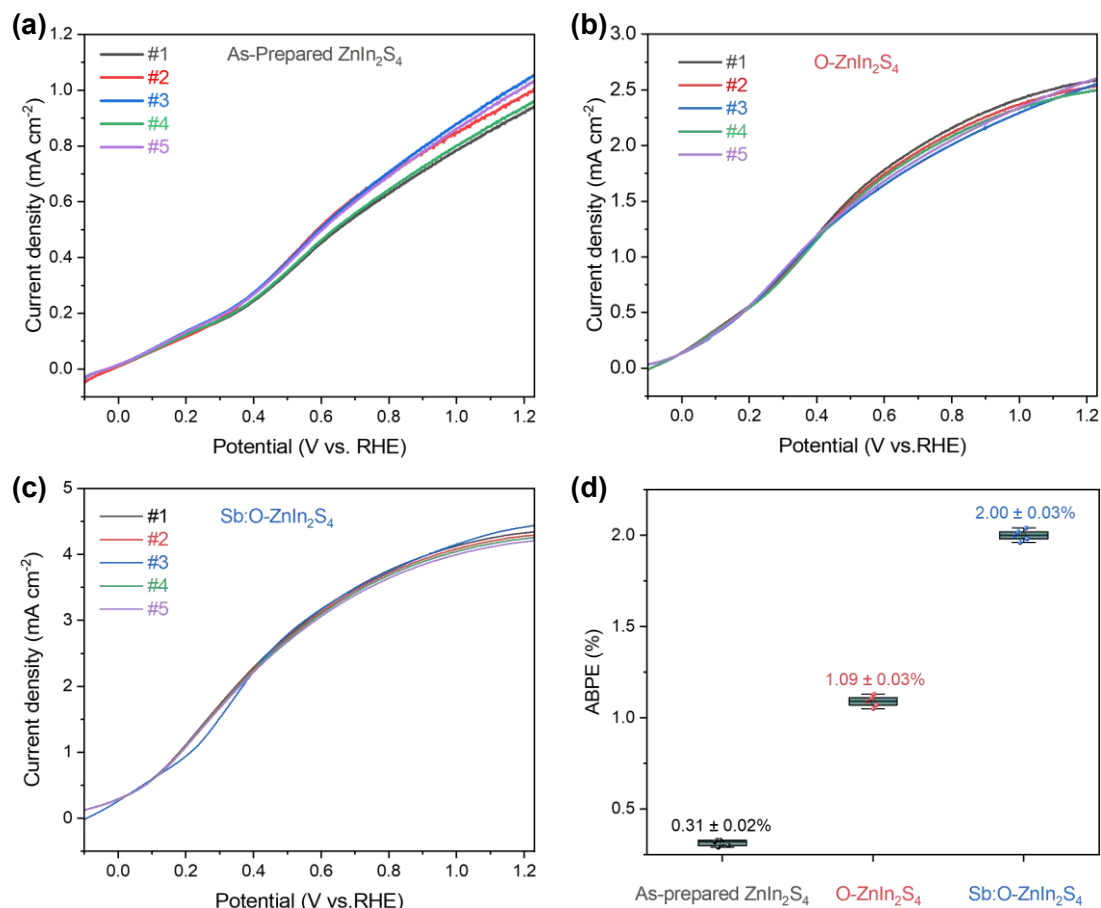 (a)
#1
#2
#3
#4
#5
As-Prepared ZnIn₂S₄
Current density (mA cm⁻²)
1.2
1.0
0.8
0.6
0.4
0.2
0.0
0.0 0.2 0.4 0.6 0.8 1.0 1.2
Potential (V vs. RHE)
(b)
#1
#2
#3
#4
#5
O-ZnIn₂S₄
Current density (mA cm⁻²)
3.0
2.5
2.0
1.5
1.0
0.5
0.0
0.0 0.2 0.4 0.6 0.8 1.0 1.2
Potential (V vs.RHE)
(c)
#1
#2
#3
#4
#5
Sb:O-ZnIn₂S₄
Current density (mA cm⁻²)
5
4
3
2
1
0
0.0 0.2 0.4 0.6 0.8 1.0 1.2
Potential (V vs.RHE)
(d)
ABPE (%)
2.0
1.5
1.0
0.5
0.31 ± 0.02%
1.09 ± 0.03%
2.00 ± 0.03%
As-prepared ZnIn₂S₄ O-ZnIn₂S₄ Sb:O-ZnIn₂S₄